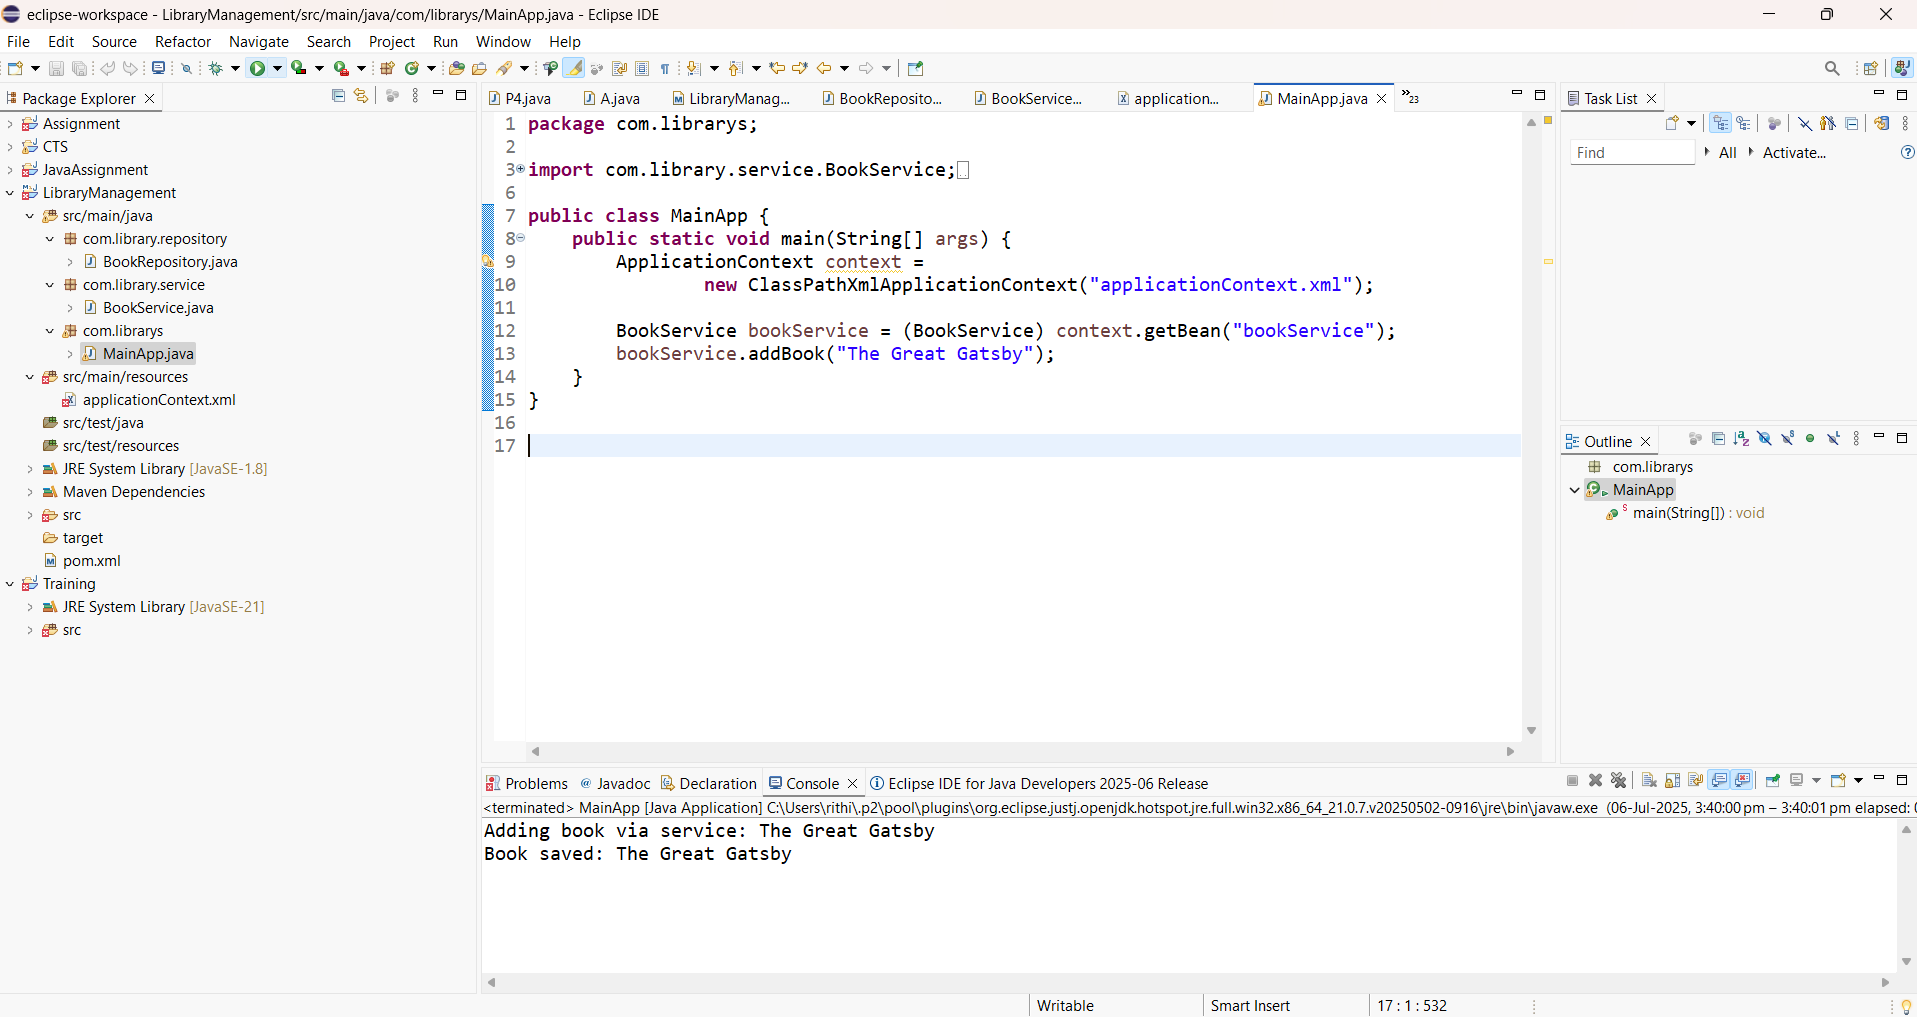 eclipse-workspace - LibraryManagement/src/main/java/com/librarys/MainApp.java - Eclipse IDE
File Edit Source Refactor Navigate Search Project Run Window Help
Package Explorer
Assignment
CTS
JavaAssignment
LibraryManagement
src/main/java
com.library.repository
BookRepository.java
com.library.service
BookService.java
com.librarys
MainApp.java
src/main/resources
applicationContext.xml
src/test/java
src/test/resources
JRE System Library [JavaSE-1.8]
Maven Dependencies
src
target
pom.xml
Training
JRE System Library [JavaSE-21]
src
P4.java A.java LibraryManag... BookReposito... BookService... application... MainApp.java »23
1 package com.librarys;
2
3 import com.library.service.BookService;
6
7 public class MainApp {
8 public static void main(String[] args) {
9 ApplicationContext context =
10 new ClassPathXmlApplicationContext("applicationContext.xml");
11
12 BookService bookService = (BookService) context.getBean("bookService");
13 bookService.addBook("The Great Gatsby");
14 }
15 }
16
17
Task List
Find All Activate...
Outline
com.librarys
MainApp
main(String[]) : void
Problems @ Javadoc Declaration Console Eclipse IDE for Java Developers 2025-06 Release
<terminated> MainApp [Java Application] C:\Users\rithi\.p2\pool\plugins\org.eclipse.justj.openjdk.hotspot.jre.full.win32.x86_64_21.0.7.v20250502-0916\jre\bin\javaw.exe (06-Jul-2025, 3:40:00 pm – 3:40:01 pm elapsed: 0
Adding book via service: The Great Gatsby
Book saved: The Great Gatsby
Writable Smart Insert 17 : 1 : 532